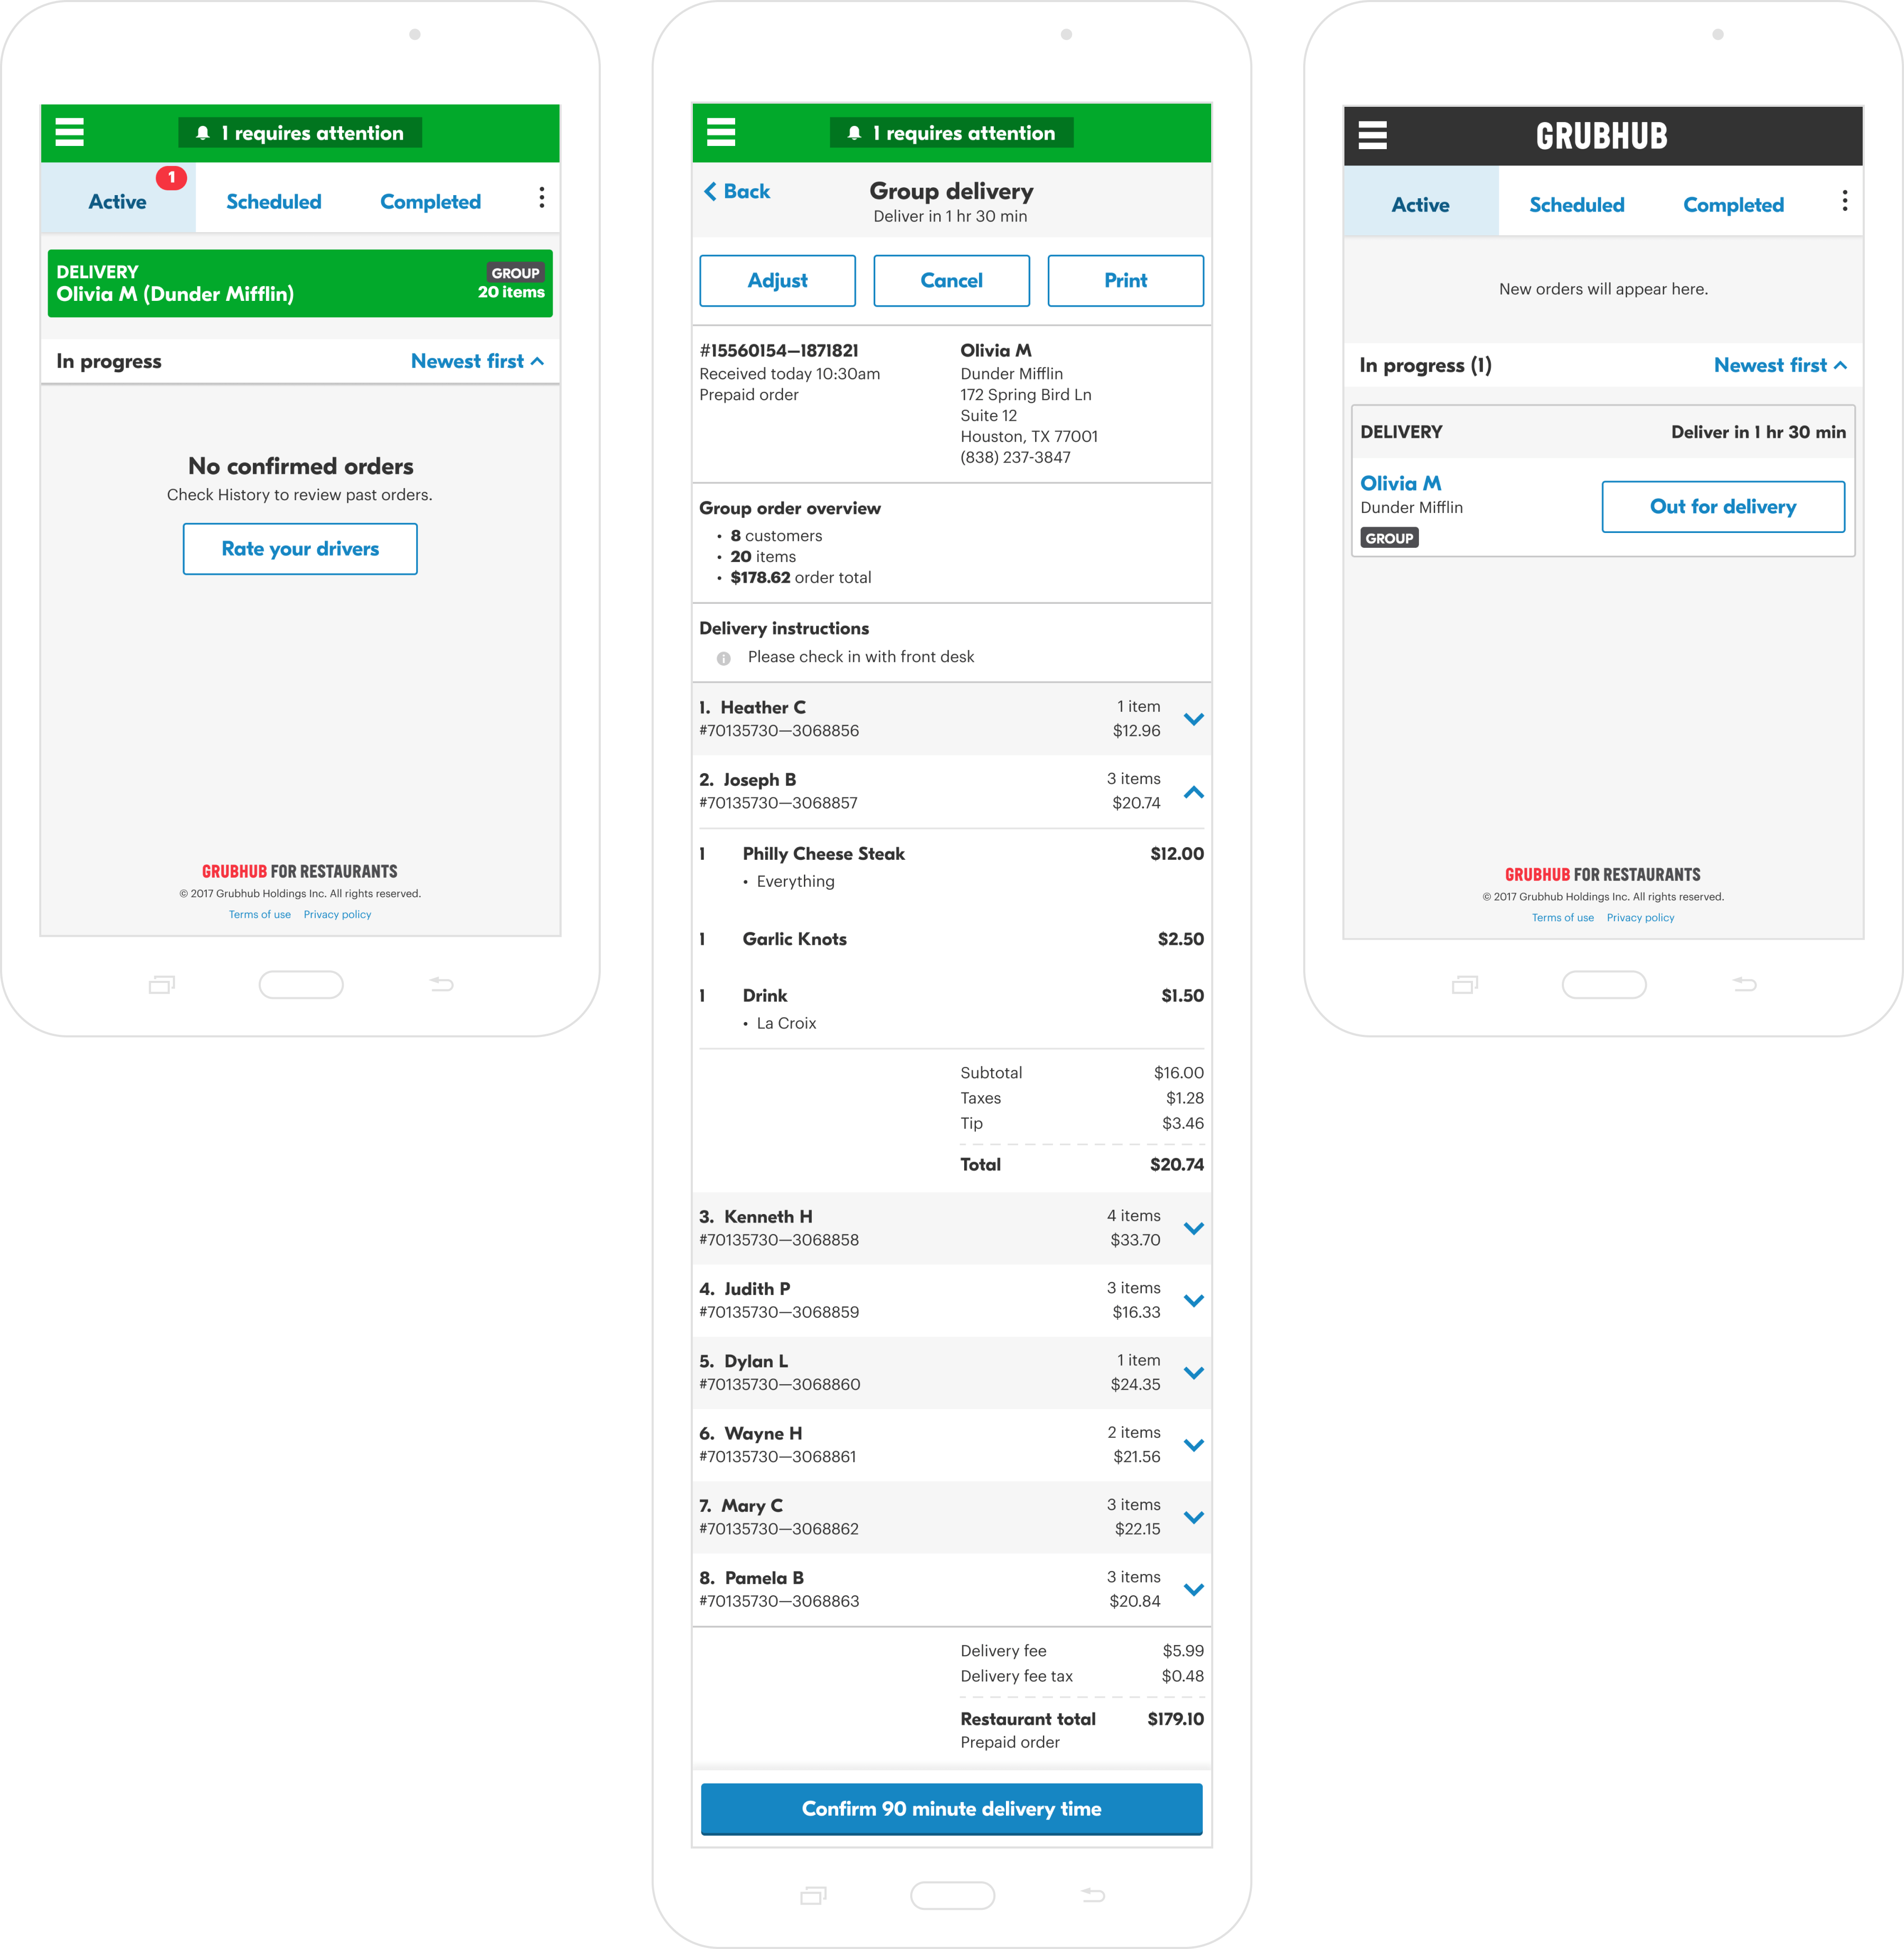 1 requires attention
Active
1
Scheduled
Completed
DELIVERY
GROUP
Olivia M (Dunder Mifflin)
20 items
In progress
Newest first
No confirmed orders
Check History to review past orders.
Rate your drivers
GRUBHUB FOR RESTAURANTS
© 2017 Grubhub Holdings Inc. All rights reserved.
Terms of use Privacy policy
1 requires attention
Back
Group delivery
Deliver in 1 hr 30 min
Adjust
Cancel
Print
#15560154—1871821
Received today 10:30am
Prepaid order
Olivia M
Dunder Mifflin
172 Spring Bird Ln
Suite 12
Houston, TX 77001
(838) 237-3847
Group order overview
• 8 customers
• 20 items
• $178.62 order total
Delivery instructions
Please check in with front desk
1. Heather C 1 item
#70135730—3068856 $12.96
2. Joseph B 3 items
#70135730—3068857 $20.74
1 Philly Cheese Steak $12.00
• Everything
1 Garlic Knots $2.50
1 Drink $1.50
• La Croix
Subtotal $16.00
Taxes $1.28
Tip $3.46
Total $20.74
3. Kenneth H 4 items
#70135730—3068858 $33.70
4. Judith P 3 items
#70135730—3068859 $16.33
5. Dylan L 1 item
#70135730—3068860 $24.35
6. Wayne H 2 items
#70135730—3068861 $21.56
7. Mary C 3 items
#70135730—3068862 $22.15
8. Pamela B 3 items
#70135730—3068863 $20.84
Delivery fee $5.99
Delivery fee tax $0.48
Restaurant total $179.10
Prepaid order
Confirm 90 minute delivery time
GRUBHUB
Active
Scheduled
Completed
New orders will appear here.
In progress (1)
Newest first
DELIVERY
Deliver in 1 hr 30 min
Olivia M
Dunder Mifflin
GROUP
Out for delivery
GRUBHUB FOR RESTAURANTS
© 2017 Grubhub Holdings Inc. All rights reserved.
Terms of use Privacy policy